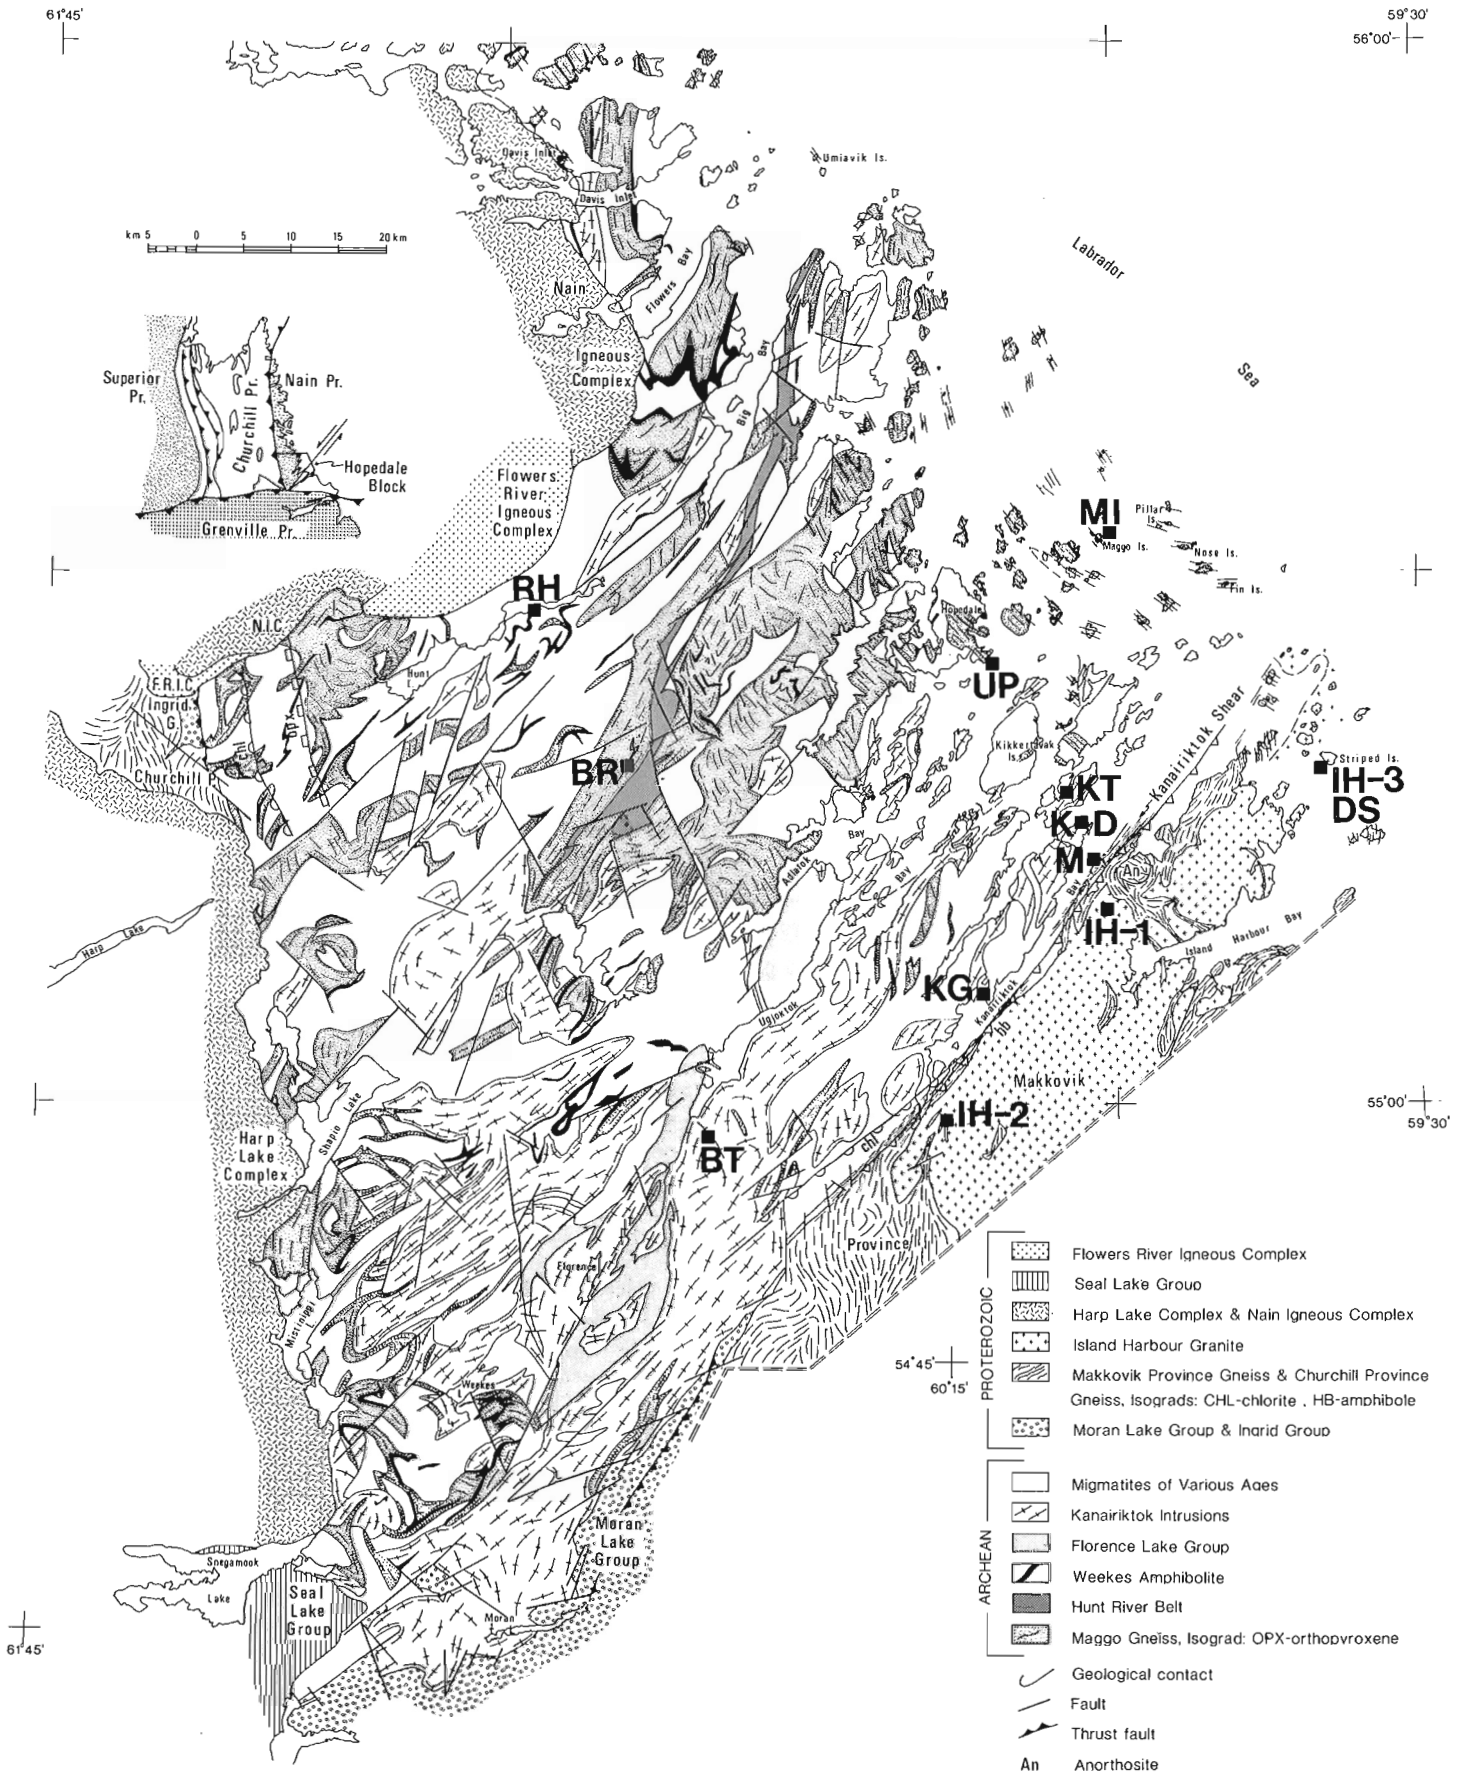 61°45'
59°30'
56°00'
Davis Inlet
Umiavik Is.
Davis Inlet
km 5 0 5 10 15 20 km
Labrador
Flowers Bay
Nain
Igneous
Complex
Big Bay
Sea
Superior
Pr.
Churchill Pr.
Nain Pr.
Hopedale
Block
Grenville Pr.
Flowers
River
Igneous
Complex
MI
Pillar
Is.
Maggo Is.
Nose Is.
Fin Is.
RH
N.I.C.
Hopedale
Hunt
L.
UP
F.R.I.C.
Ingrid
G.
opx
chl
Churchill P.
Kikkertavak
Is.
Kanairiktok Shear
Striped Is.
BR
KT
IH-3
DS
K D
M
An
Bay
Adlatok
Bay
Bay
IH-1
Island Harbour Bay
Harp Lake
KG
Kanairiktok
hb
Ugjoktok
Makkovik
Shapio Lake
IH-2
55°00'
59°30'
Harp
Lake
Complex
BT
chl
Province
Florence
L.
Mistinippi
L.
Weekes
L.
54°45'
60°15'
Moran
Lake
Group
Snegamook
Lake
Seal
Lake
Group
Moran
61°45'
PROTEROZOIC
Flowers River Igneous Complex
Seal Lake Group
Harp Lake Complex & Nain Igneous Complex
Island Harbour Granite
Makkovik Province Gneiss & Churchill Province
Gneiss, Isograds: CHL-chlorite , HB-amphibole
Moran Lake Group & Ingrid Group
ARCHEAN
Migmatites of Various Ages
Kanairiktok Intrusions
Florence Lake Group
Weekes Amphibolite
Hunt River Belt
Maggo Gneiss, Isograd: OPX-orthopyroxene
Geological contact
Fault
Thrust fault
An Anorthosite